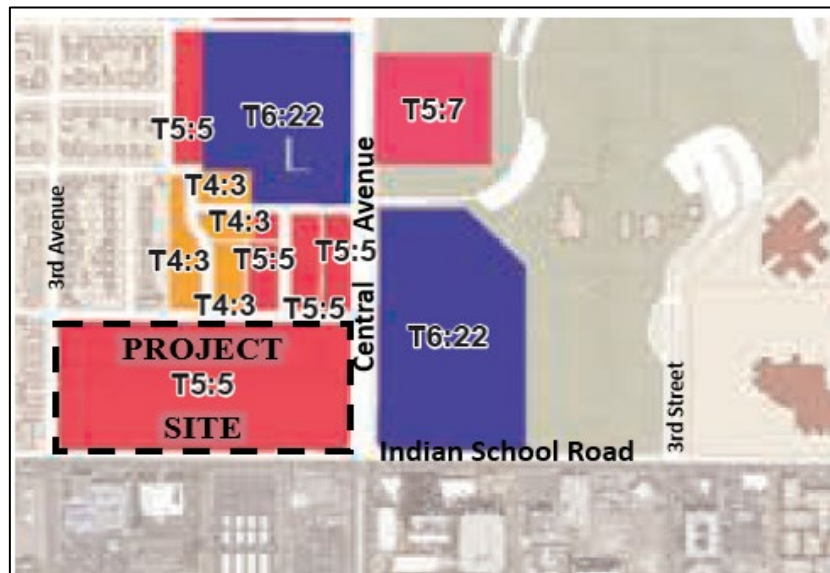 T5:5
T6:22
L
T5:7
T4:3
T4:3
T4:3
T5:5
T5:5
T4:3
T5:5
T6:22
3rd Avenue
Central Avenue
3rd Street
PROJECT
T5:5
SITE
Indian School Road